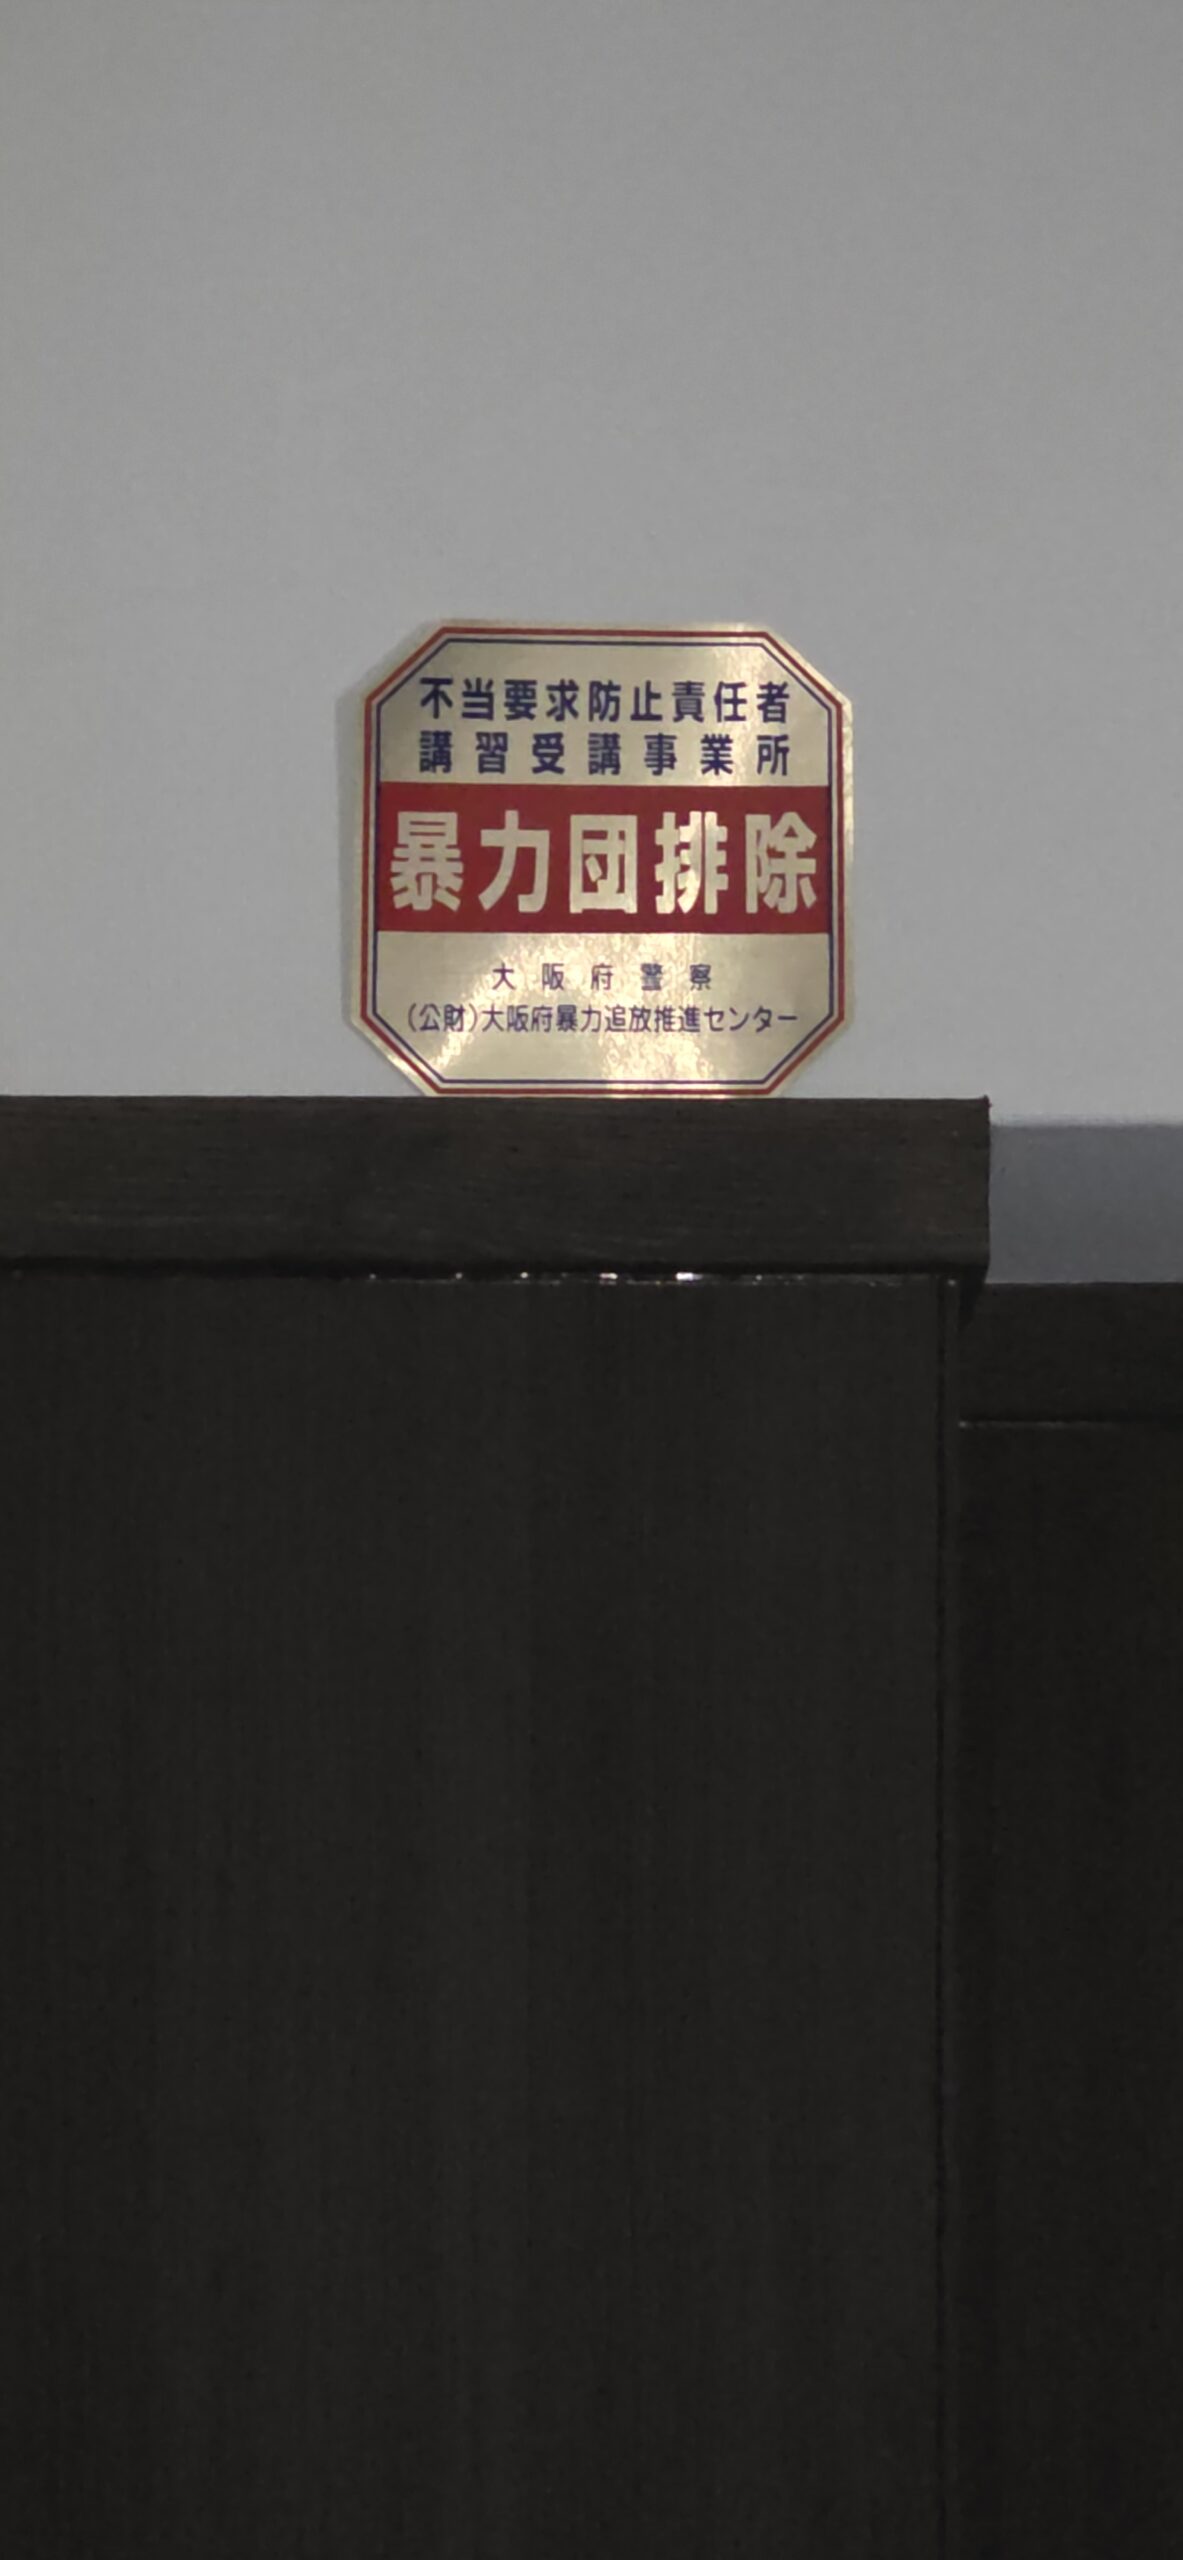 不当要求防止責任者
講習受講事業所
暴力団排除
大阪府警察
(公財)大阪府暴力追放推進センター